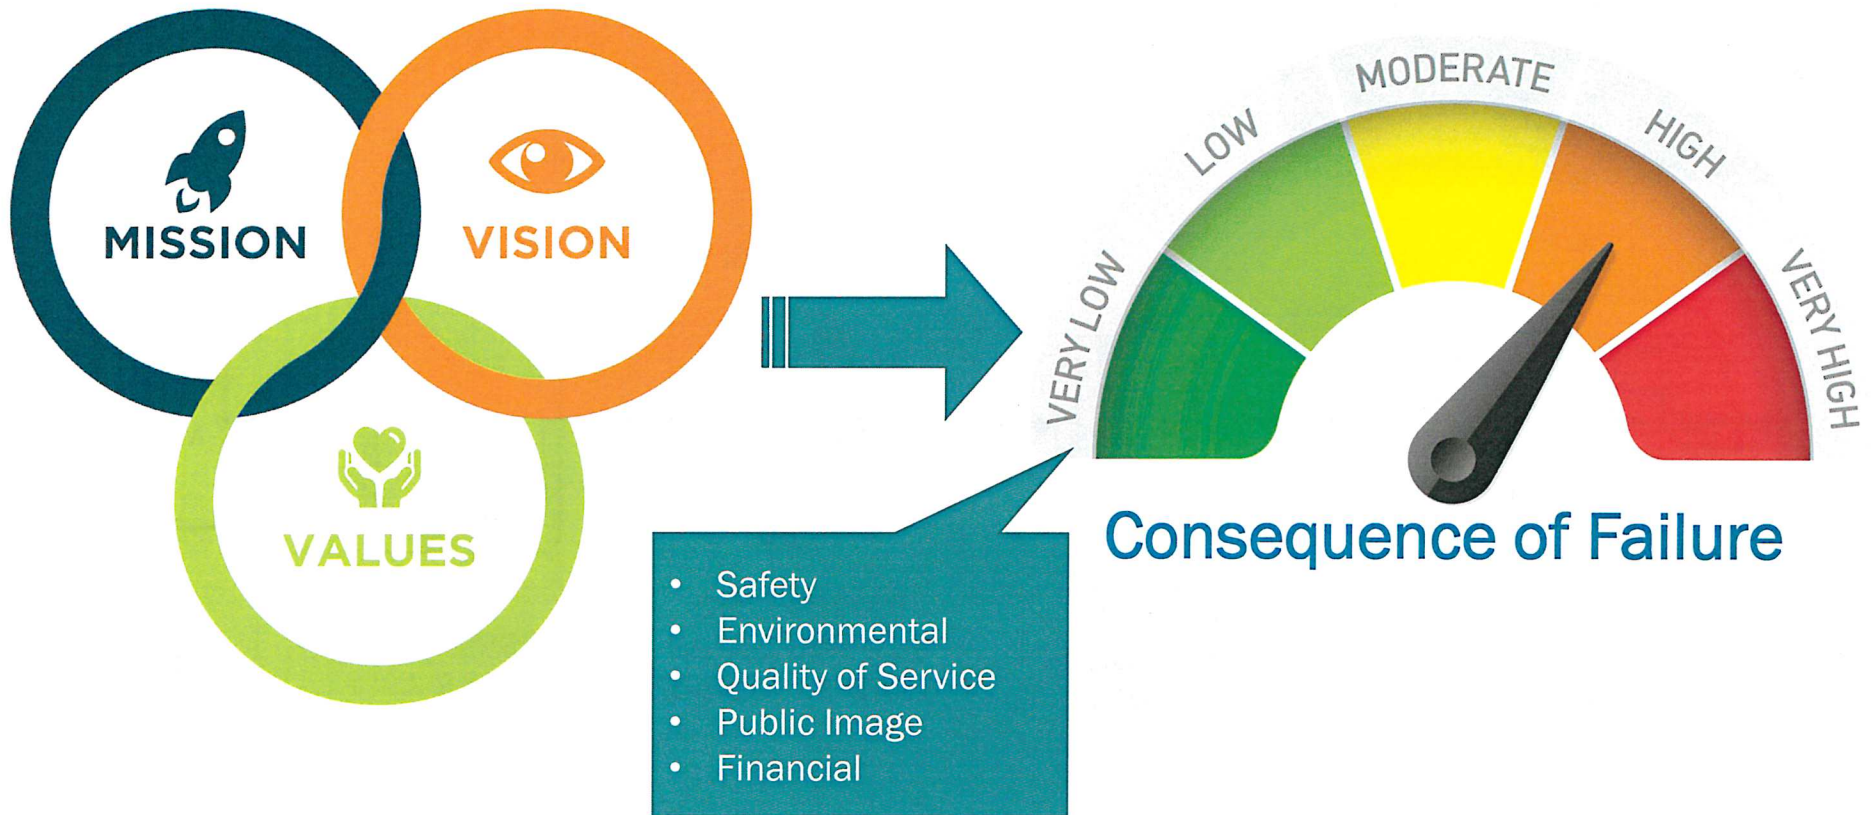 MISSION
VISION
VALUES
VERY LOW
LOW
MODERATE
HIGH
VERY HIGH
Consequence of Failure
• Safety
• Environmental
• Quality of Service
• Public Image
• Financial